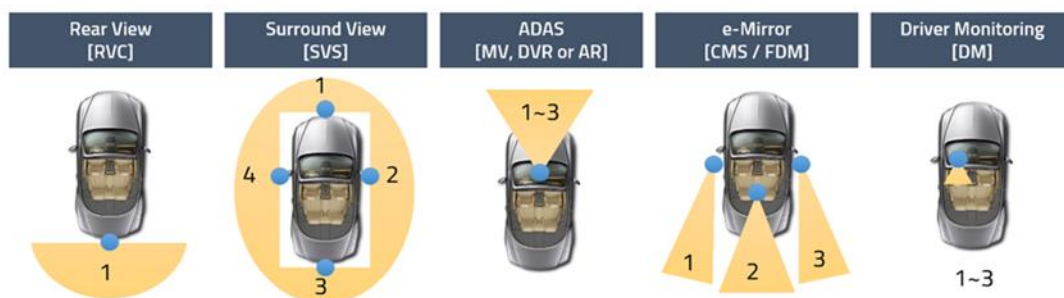 Rear View
[RVC]
Surround View
[SVS]
ADAS
[MV, DVR or AR]
e-Mirror
[CMS / FDM]
Driver Monitoring
[DM]
1
1
4
2
3
1~3
1
2
3
1~3